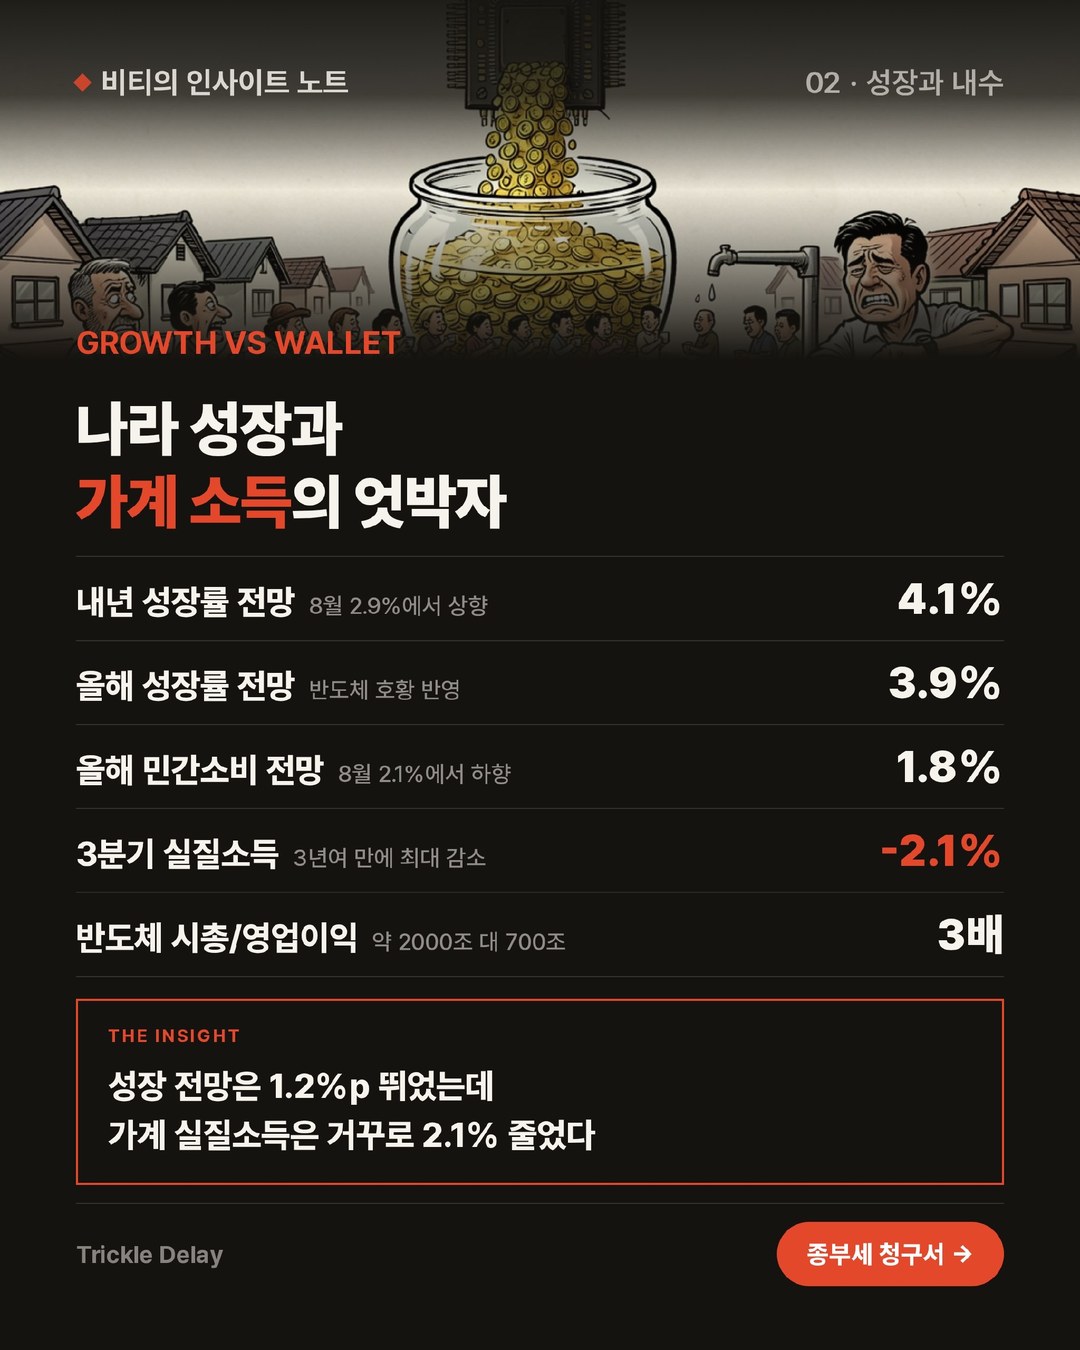 비티의 인사이트 노트
02 · 성장과 내수
GROWTH VS WALLET
나라 성장과
가계 소득의 엇박자
내년 성장률 전망 8월 2.9%에서 상향 4.1%
올해 성장률 전망 반도체 호황 반영 3.9%
올해 민간소비 전망 8월 2.1%에서 하향 1.8%
3분기 실질소득 3년여 만에 최대 감소 -2.1%
반도체 시총/영업이익 약 2000조 대 700조 3배
THE INSIGHT
성장 전망은 1.2%p 뛰었는데
가계 실질소득은 거꾸로 2.1% 줄었다
Trickle Delay
종부세 청구서 →